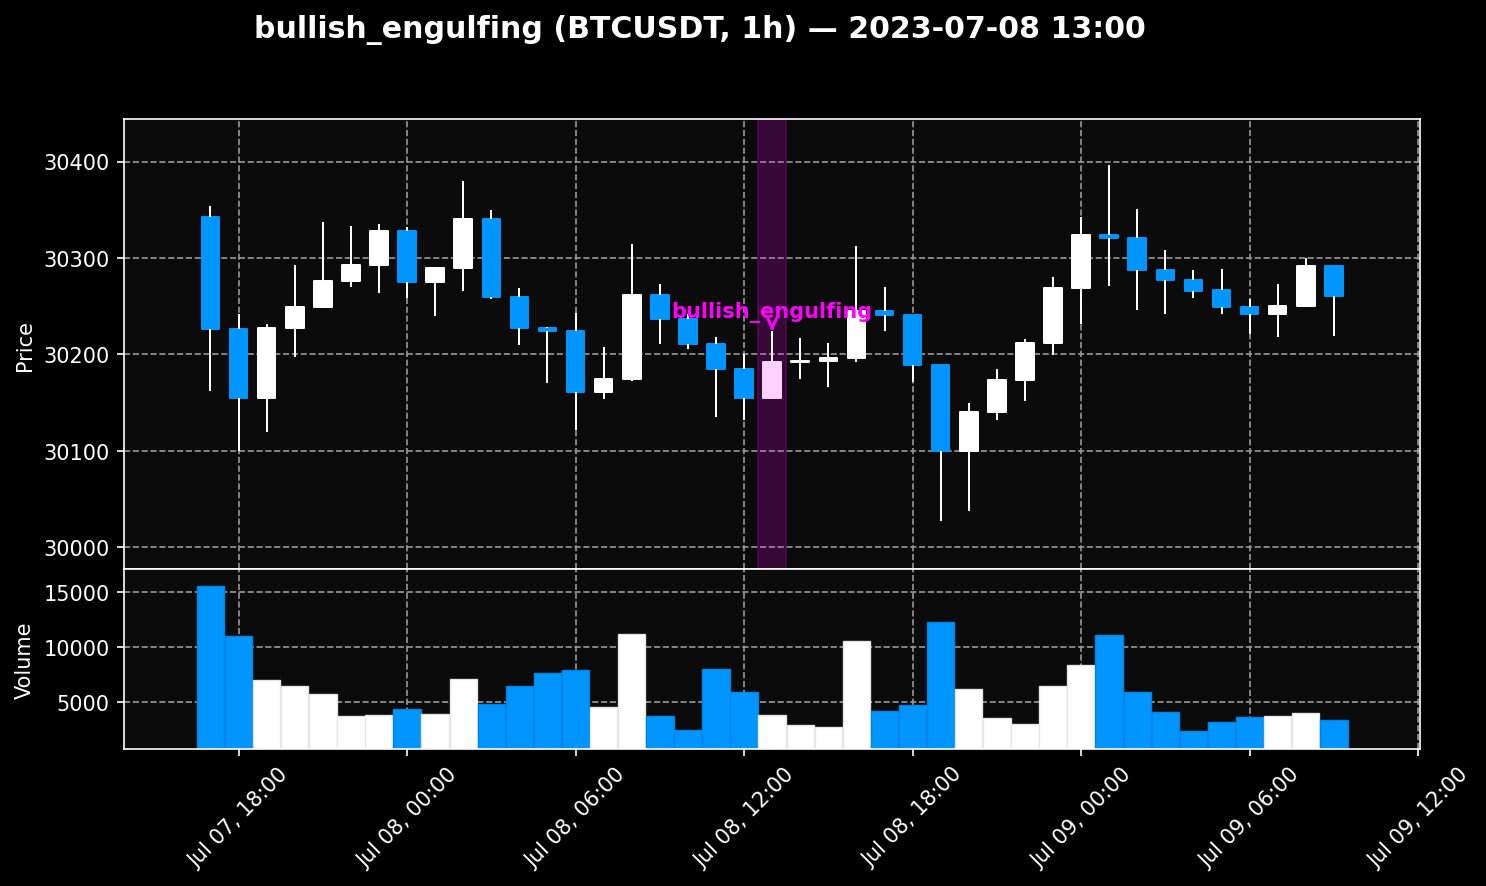 bullish_engulfing (BTCUSDT, 1h) — 2023-07-08 13:00
30400
30300
30200
30100
30000
Price
bullish_engulfing
15000
10000
5000
Volume
Jul 07, 18:00
Jul 08, 00:00
Jul 08, 06:00
Jul 08, 12:00
Jul 08, 18:00
Jul 09, 00:00
Jul 09, 06:00
Jul 09, 12:00